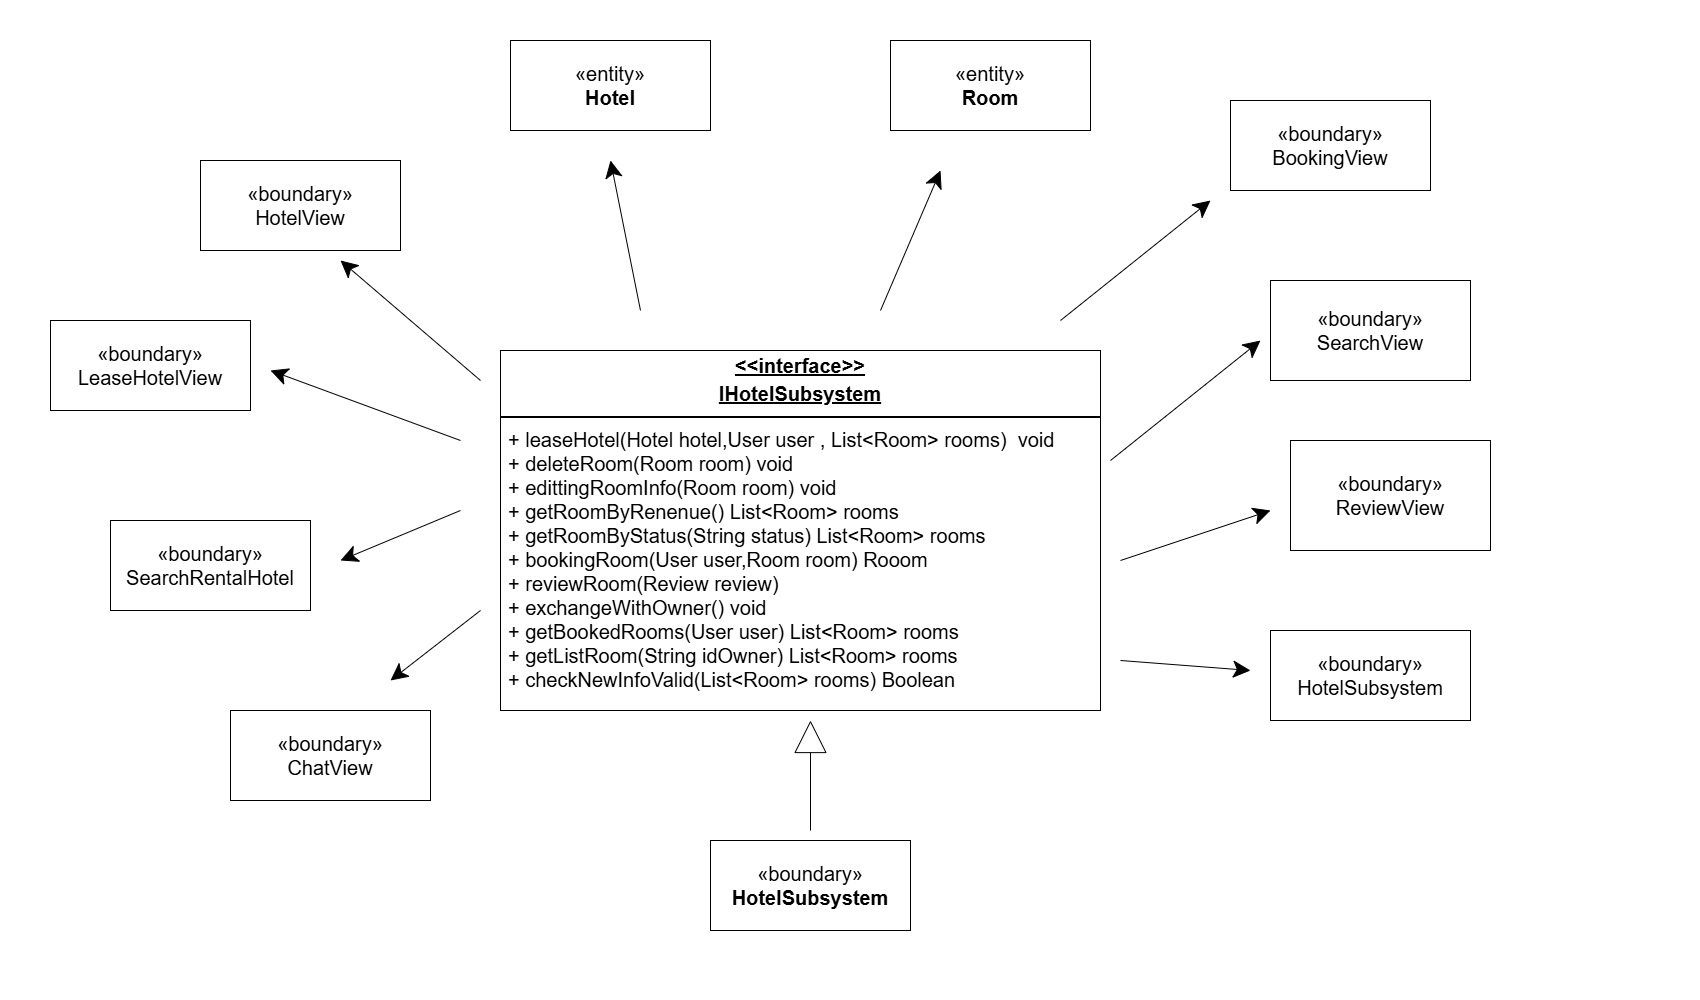 «entity»
Hotel
«entity»
Room
«boundary»
BookingView
«boundary»
HotelView
«boundary»
SearchView
«boundary»
LeaseHotelView
<<interface>>
IHotelSubsystem
+ leaseHotel(Hotel hotel,User user , List<Room> rooms)  void
+ deleteRoom(Room room) void
+ edittingRoomInfo(Room room) void
+ getRoomByRenenue() List<Room> rooms
+ getRoomByStatus(String status) List<Room> rooms
+ bookingRoom(User user,Room room) Rooom
+ reviewRoom(Review review)
+ exchangeWithOwner() void
+ getBookedRooms(User user) List<Room> rooms
+ getListRoom(String idOwner) List<Room> rooms
+ checkNewInfoValid(List<Room> rooms) Boolean
«boundary»
ReviewView
«boundary»
SearchRentalHotel
«boundary»
HotelSubsystem
«boundary»
ChatView
«boundary»
HotelSubsystem